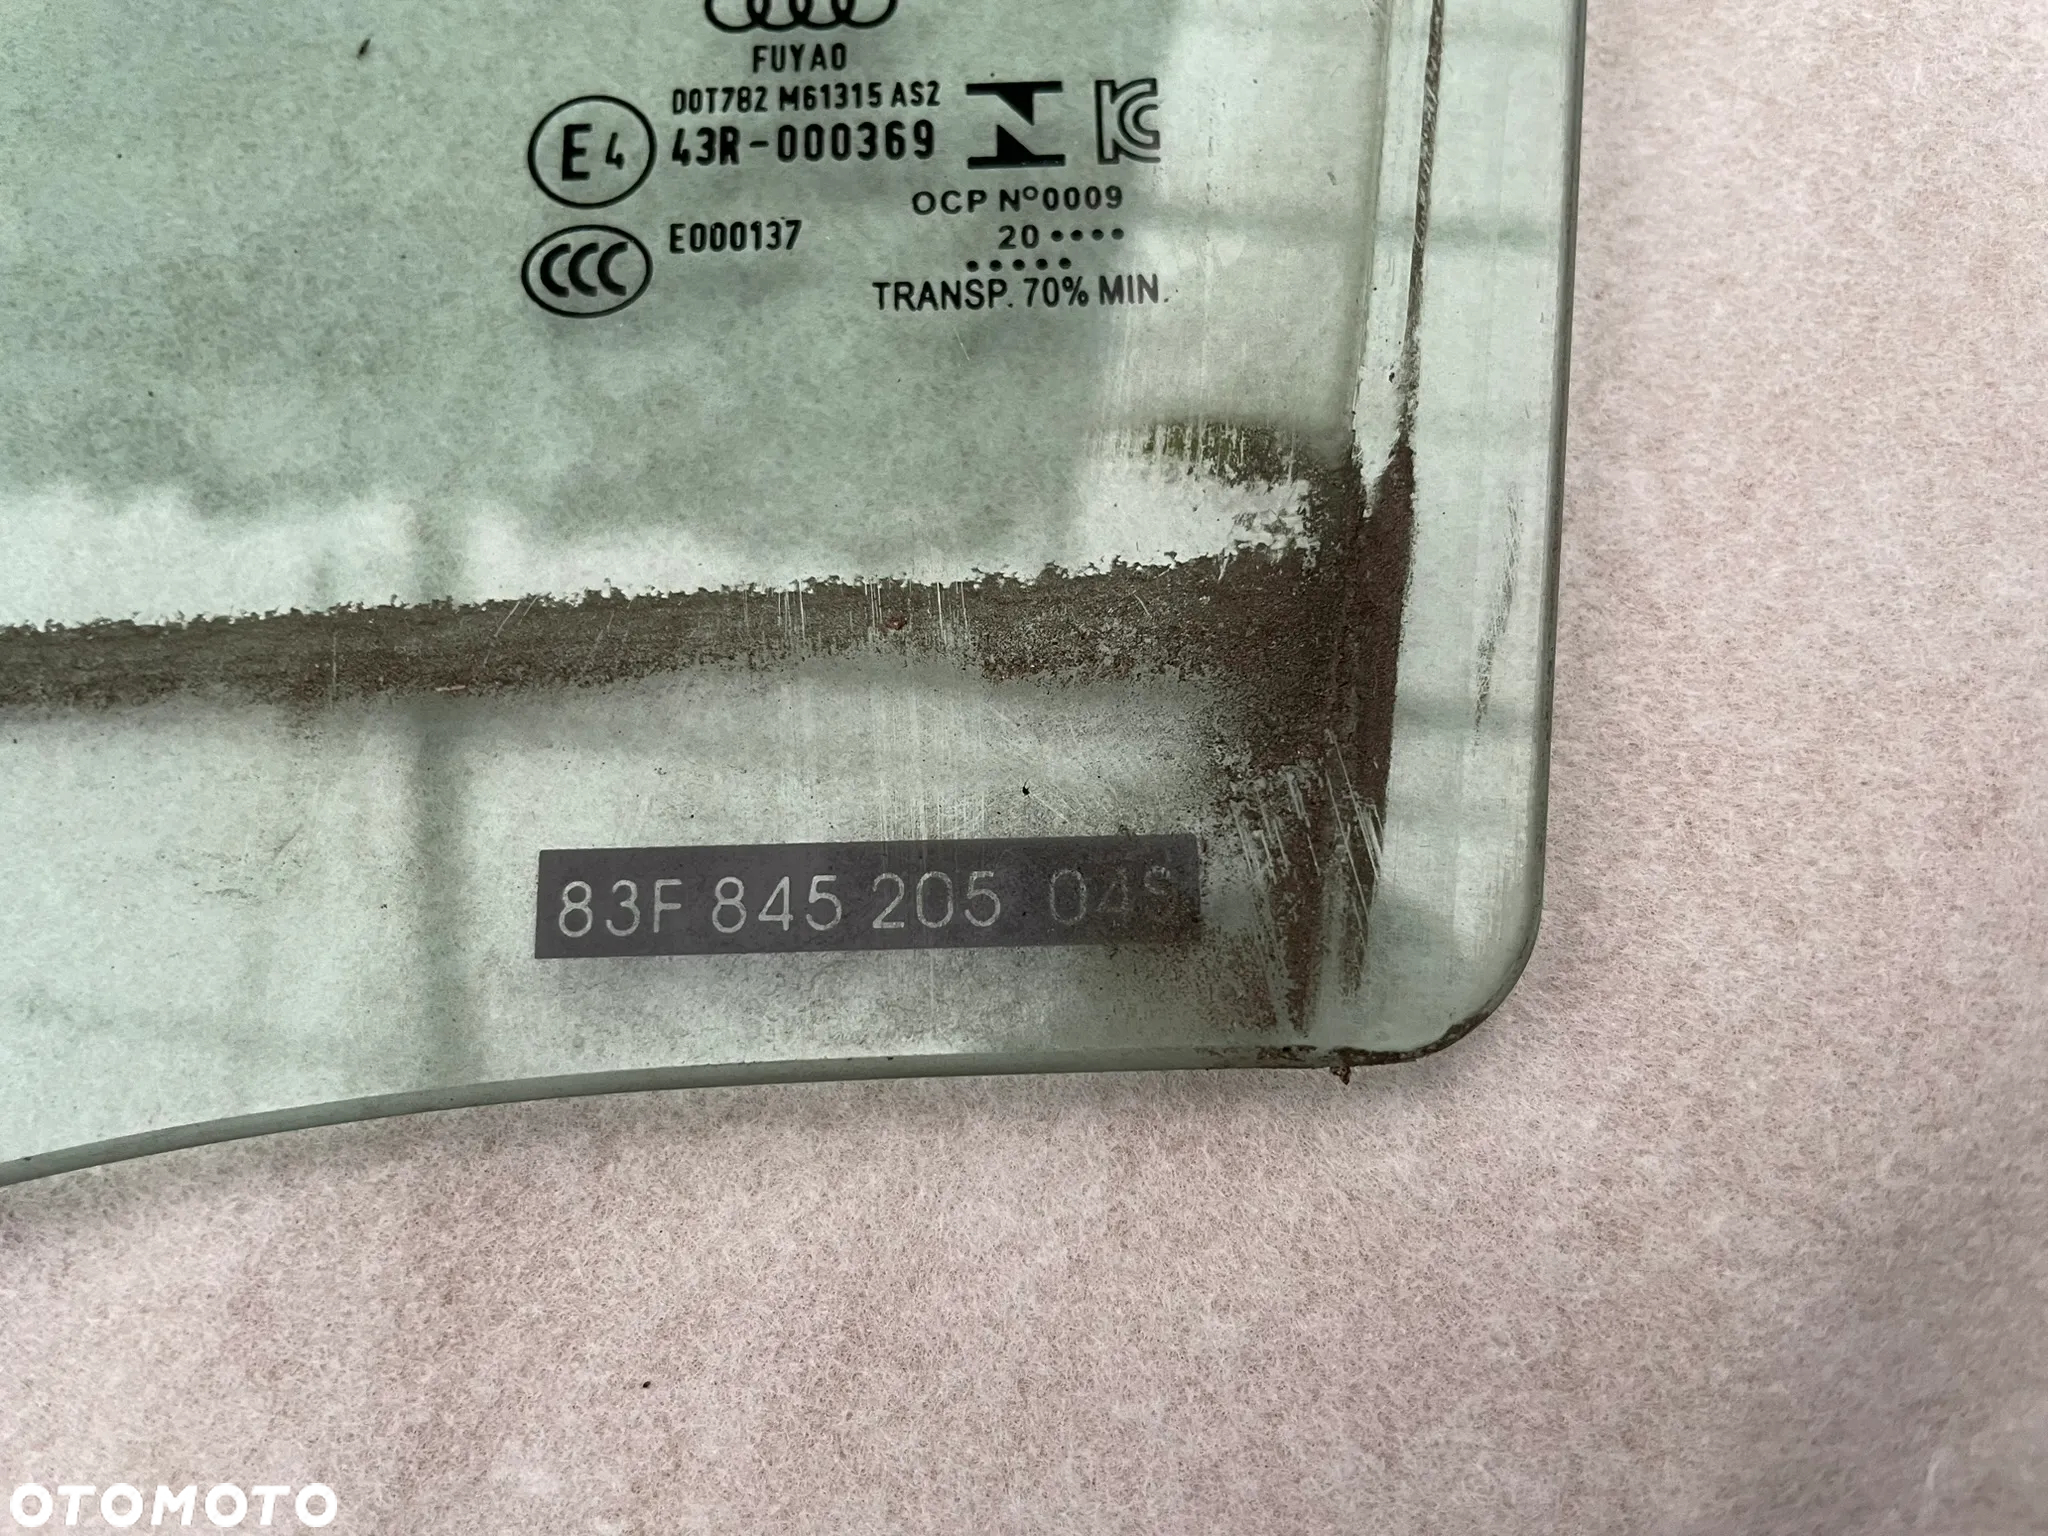 FUYAO
DOT782 M61315 AS2
E4 43R-000369
OCP Nº0009
CCC E000137
20 ••••
•••••
TRANSP. 70% MIN.
83F 845 205 04S
OTOMOTO